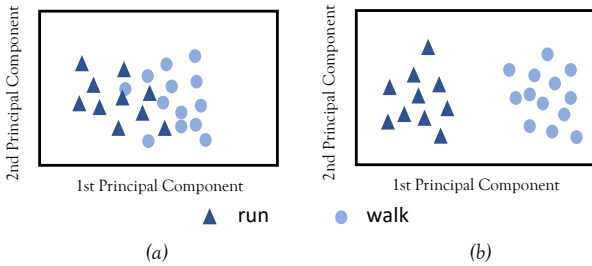 2nd Principal Component
1st Principal Component
2nd Principal Component
1st Principal Component
run
walk
(a)
(b)